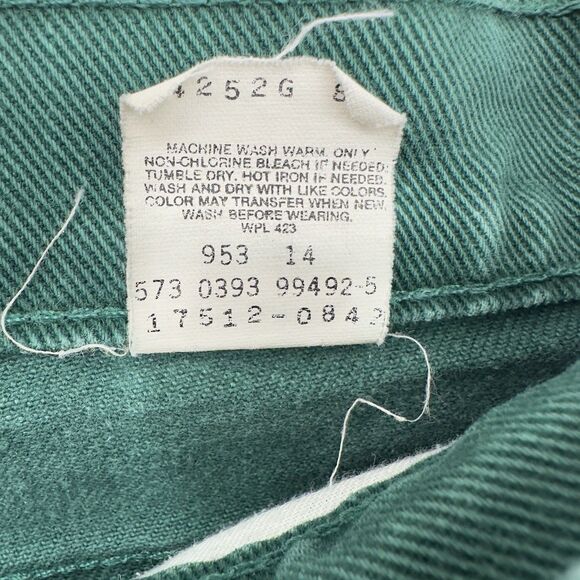 4252G 8
MACHINE WASH WARM. ONLY
NON-CHLORINE BLEACH IF NEEDED.
TUMBLE DRY. HOT IRON IF NEEDED.
WASH AND DRY WITH LIKE COLORS.
COLOR MAY TRANSFER WHEN NEW.
WASH BEFORE WEARING.
WPL 423
953 14
573 0393 99492-5
17512-0842